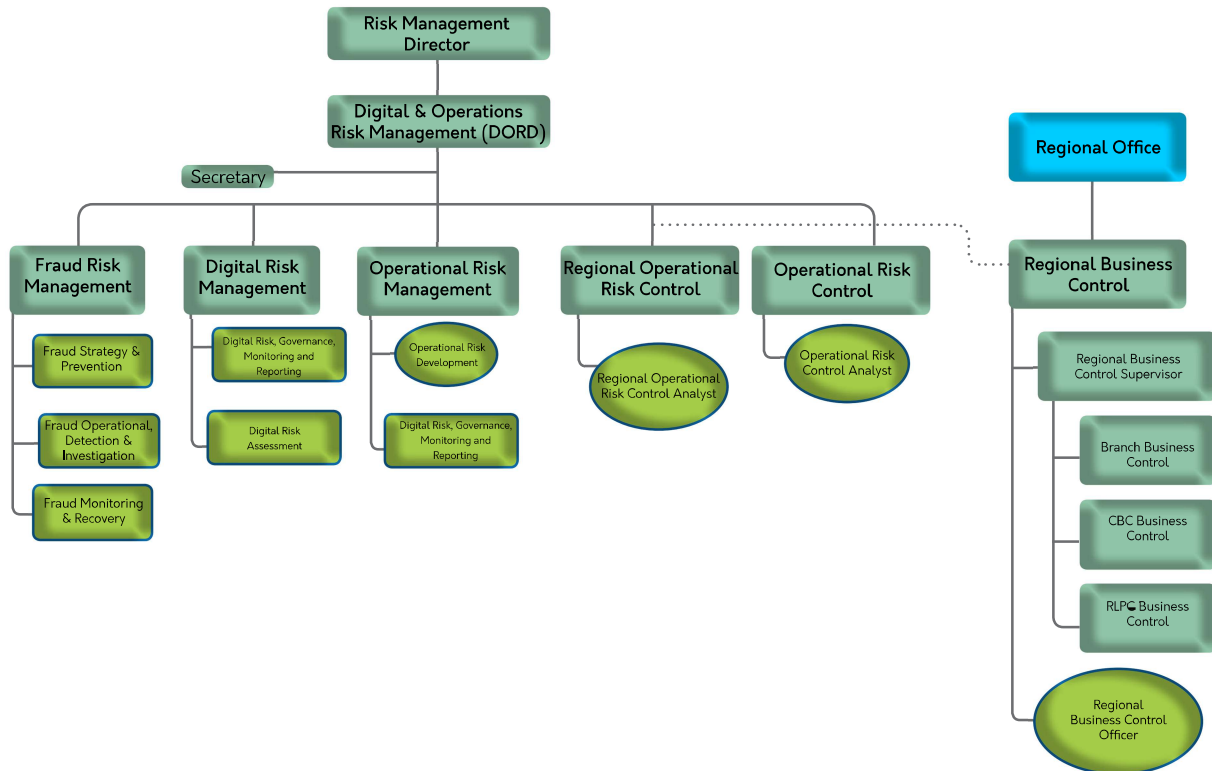 Risk Management
Director
Digital & Operations
Risk Management (DORD)
Secretary
Regional Office
Fraud Risk
Management
Digital Risk
Management
Operational Risk
Management
Regional Operational
Risk Control
Operational Risk
Control
Regional Business
Control
Fraud Strategy &
Prevention
Fraud Operational,
Detection &
Investigation
Fraud Monitoring
& Recovery
Digital Risk, Governance,
Monitoring and
Reporting
Digital Risk
Assessment
Operational Risk
Development
Digital Risk, Governance,
Monitoring and
Reporting
Regional Operational
Risk Control Analyst
Operational Risk
Control Analyst
Regional Business
Control Supervisor
Branch Business
Control
CBC Business
Control
RLPC Business
Control
Regional
Business Control
Officer